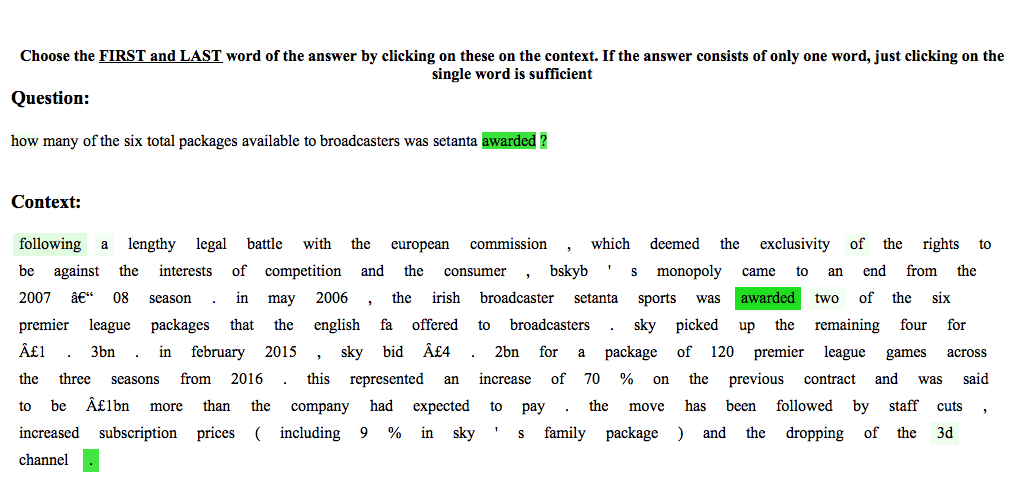 Choose the FIRST and LAST word of the answer by clicking on these on the context. If the answer consists of only one word, just clicking on the
single word is sufficient
Question:
how many of the six total packages available to broadcasters was setanta awarded ?
Context:
following a lengthy legal battle with the european commission , which deemed the exclusivity of the rights to
be against the interests of competition and the consumer , bskyb ' s monopoly came to an end from the
2007 â€“ 08 season . in may 2006 , the irish broadcaster setanta sports was awarded two of the six
premier league packages that the english fa offered to broadcasters . sky picked up the remaining four for
Â£1 . 3bn . in february 2015 , sky bid Â£4 . 2bn for a package of 120 premier league games across
the three seasons from 2016 . this represented an increase of 70 % on the previous contract and was said
to be Â£1bn more than the company had expected to pay . the move has been followed by staff cuts ,
increased subscription prices ( including 9 % in sky ' s family package ) and the dropping of the 3d
channel .